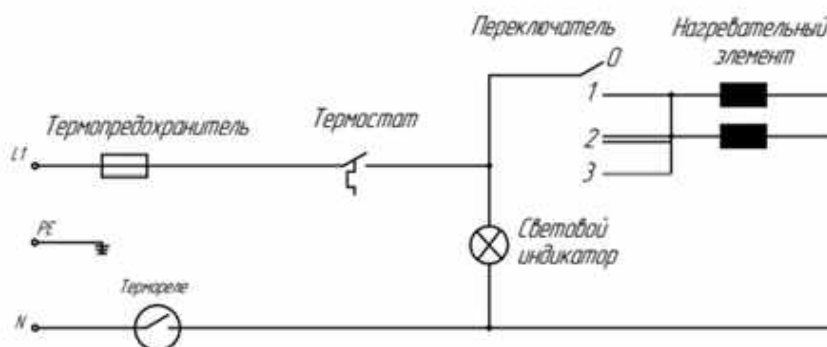 Переключатель
Нагревательный
элемент
0
1
Термопредохранитель
Термостат
2
L1
3
PE
Световой
индикатор
Термореле
N